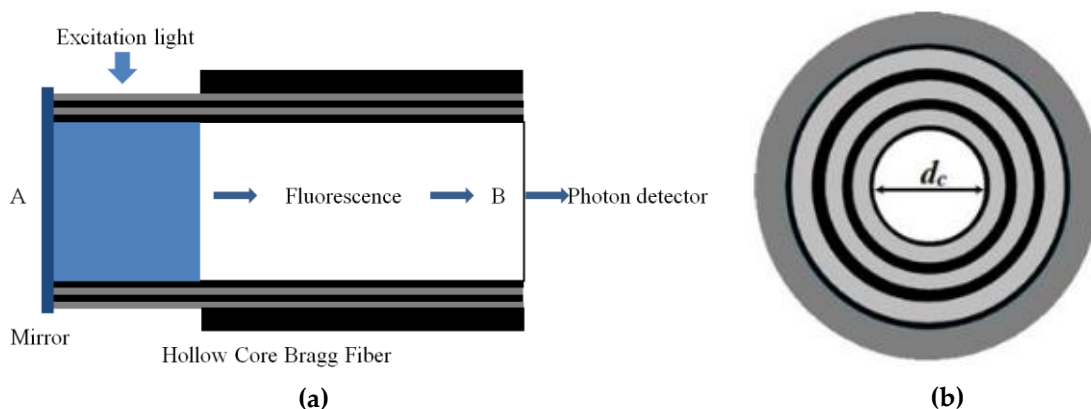 Excitation light
A
Fluorescence
B
Photon detector
Mirror
Hollow Core Bragg Fiber
(a)
d_c
(b)